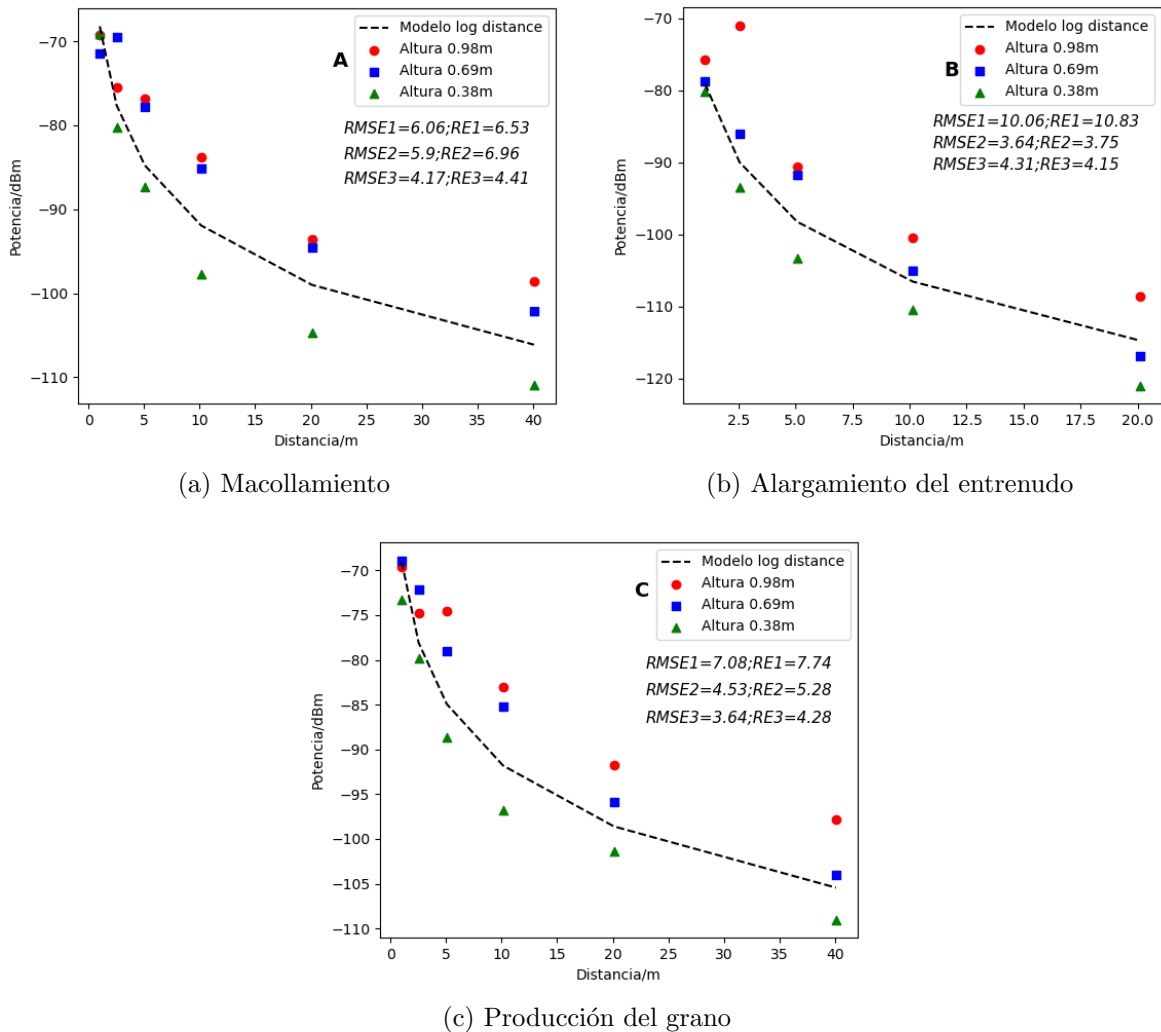 A
Modelo log distance
Altura 0.98m
Altura 0.69m
Altura 0.38m
RMSE1=6.06;RE1=6.53
RMSE2=5.9;RE2=6.96
RMSE3=4.17;RE3=4.41
Potencia/dBm
−70
−80
−90
−100
−110
0 5 10 15 20 25 30 35 40
Distancia/m
(a) Macollamiento
B
Modelo log distance
Altura 0.98m
Altura 0.69m
Altura 0.38m
RMSE1=10.06;RE1=10.83
RMSE2=3.64;RE2=3.75
RMSE3=4.31;RE3=4.15
Potencia/dBm
−70
−80
−90
−100
−110
−120
2.5 5.0 7.5 10.0 12.5 15.0 17.5 20.0
Distancia/m
(b) Alargamiento del entrenudo
C
Modelo log distance
Altura 0.98m
Altura 0.69m
Altura 0.38m
RMSE1=7.08;RE1=7.74
RMSE2=4.53;RE2=5.28
RMSE3=3.64;RE3=4.28
Potencia/dBm
−70
−75
−80
−85
−90
−95
−100
−105
−110
0 5 10 15 20 25 30 35 40
Distancia/m
(c) Producción del grano